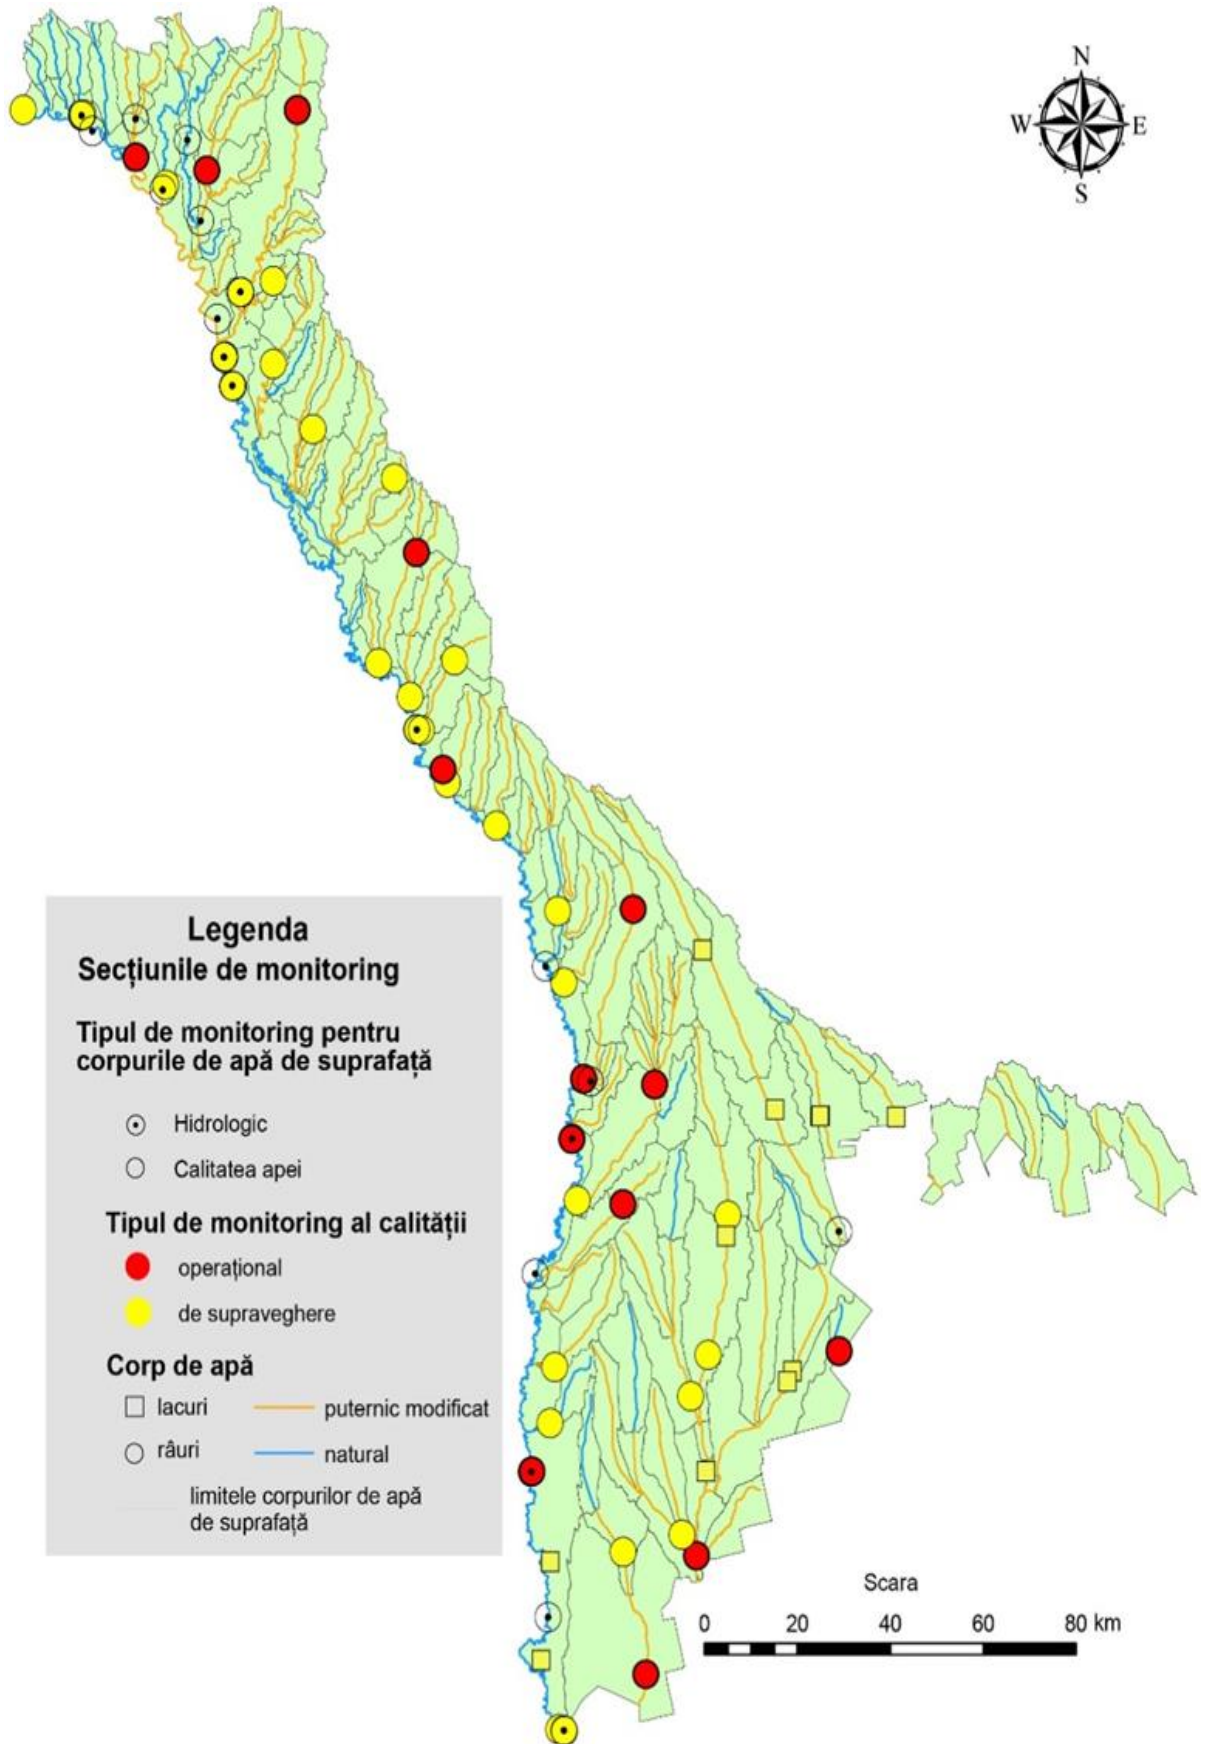 N
W E
S
Legenda
Secțiunile de monitoring
Tipul de monitoring pentru
corpurile de apă de suprafață
Hidrologic
Calitatea apei
Tipul de monitoring al calității
operațional
de supraveghere
Corp de apă
lacuri
puternic modificat
râuri
natural
limitele corpurilor de apă
de suprafață
Scara
0 20 40 60 80 km